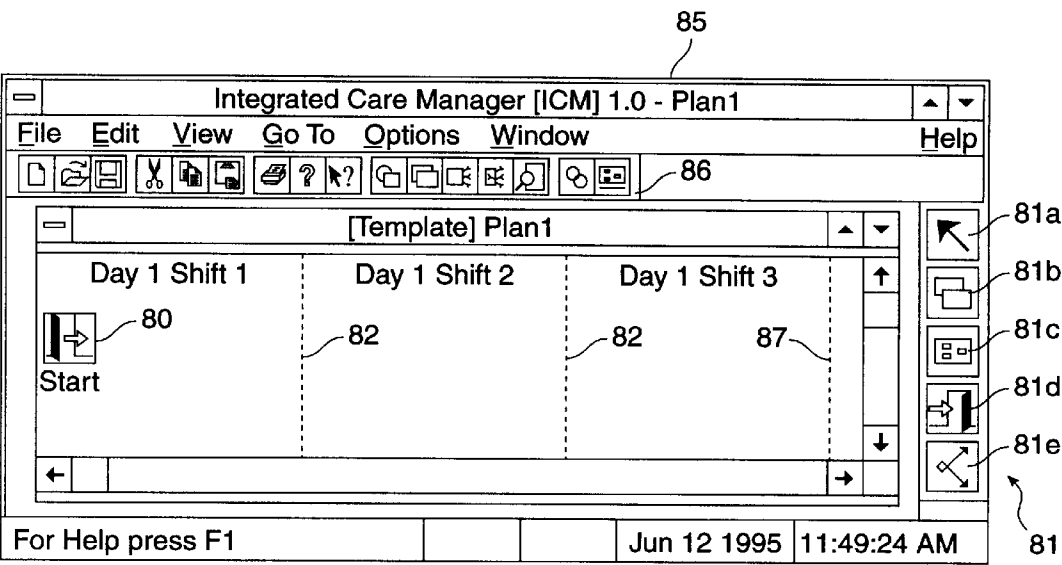 85
Integrated Care Manager [ICM] 1.0 - Plan1
File Edit View Go To Options Window Help
? ?
86
[Template] Plan1
81a
Day 1 Shift 1 Day 1 Shift 2 Day 1 Shift 3
81b
80
82
82
87
81c
Start
81d
81e
For Help press F1 Jun 12 1995 11:49:24 AM
81